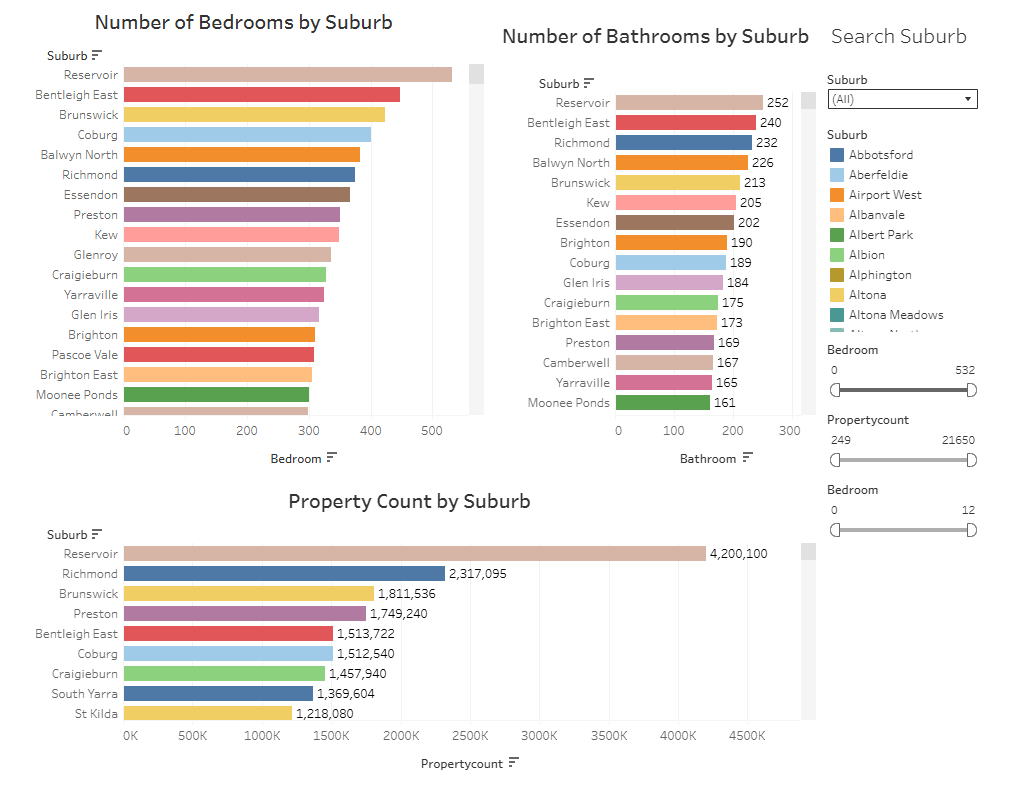 Number of Bedrooms by Suburb
Suburb
Reservoir
Bentleigh East
Brunswick
Coburg
Balwyn North
Richmond
Essendon
Preston
Kew
Glenroy
Craigieburn
Yarraville
Glen Iris
Brighton
Pascoe Vale
Brighton East
Moonee Ponds
Camberwell
0 100 200 300 400 500
Bedroom
Number of Bathrooms by Suburb
Suburb
Reservoir 252
Bentleigh East 240
Richmond 232
Balwyn North 226
Brunswick 213
Kew 205
Essendon 202
Brighton 190
Coburg 189
Glen Iris 184
Craigieburn 175
Brighton East 173
Preston 169
Camberwell 167
Yarraville 165
Moonee Ponds 161
0 100 200 300
Bathroom
Search Suburb
Suburb
(All)
Suburb
Abbotsford
Aberfeldie
Airport West
Albanvale
Albert Park
Albion
Alphington
Altona
Altona Meadows
Bedroom
0 532
Propertycount
249 21650
Bedroom
0 12
Property Count by Suburb
Suburb
Reservoir 4,200,100
Richmond 2,317,095
Brunswick 1,811,536
Preston 1,749,240
Bentleigh East 1,513,722
Coburg 1,512,540
Craigieburn 1,457,940
South Yarra 1,369,604
St Kilda 1,218,080
0K 500K 1000K 1500K 2000K 2500K 3000K 3500K 4000K 4500K
Propertycount